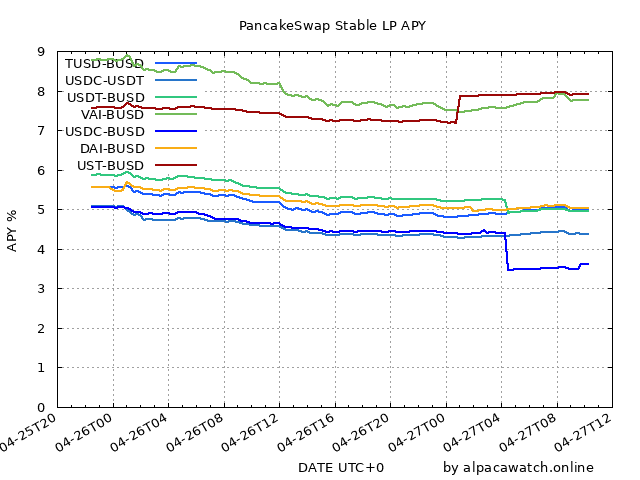 PancakeSwap Stable LP APY
TUSD-BUSD
USDC-USDT
USDT-BUSD
VAI-BUSD
USDC-BUSD
DAI-BUSD
UST-BUSD
APY %
9
8
7
6
5
4
3
2
1
0
04-25T20
04-26T00
04-26T04
04-26T08
04-26T12
04-26T16
04-26T20
04-27T00
04-27T04
04-27T08
04-27T12
DATE UTC+0
by alpacawatch.online